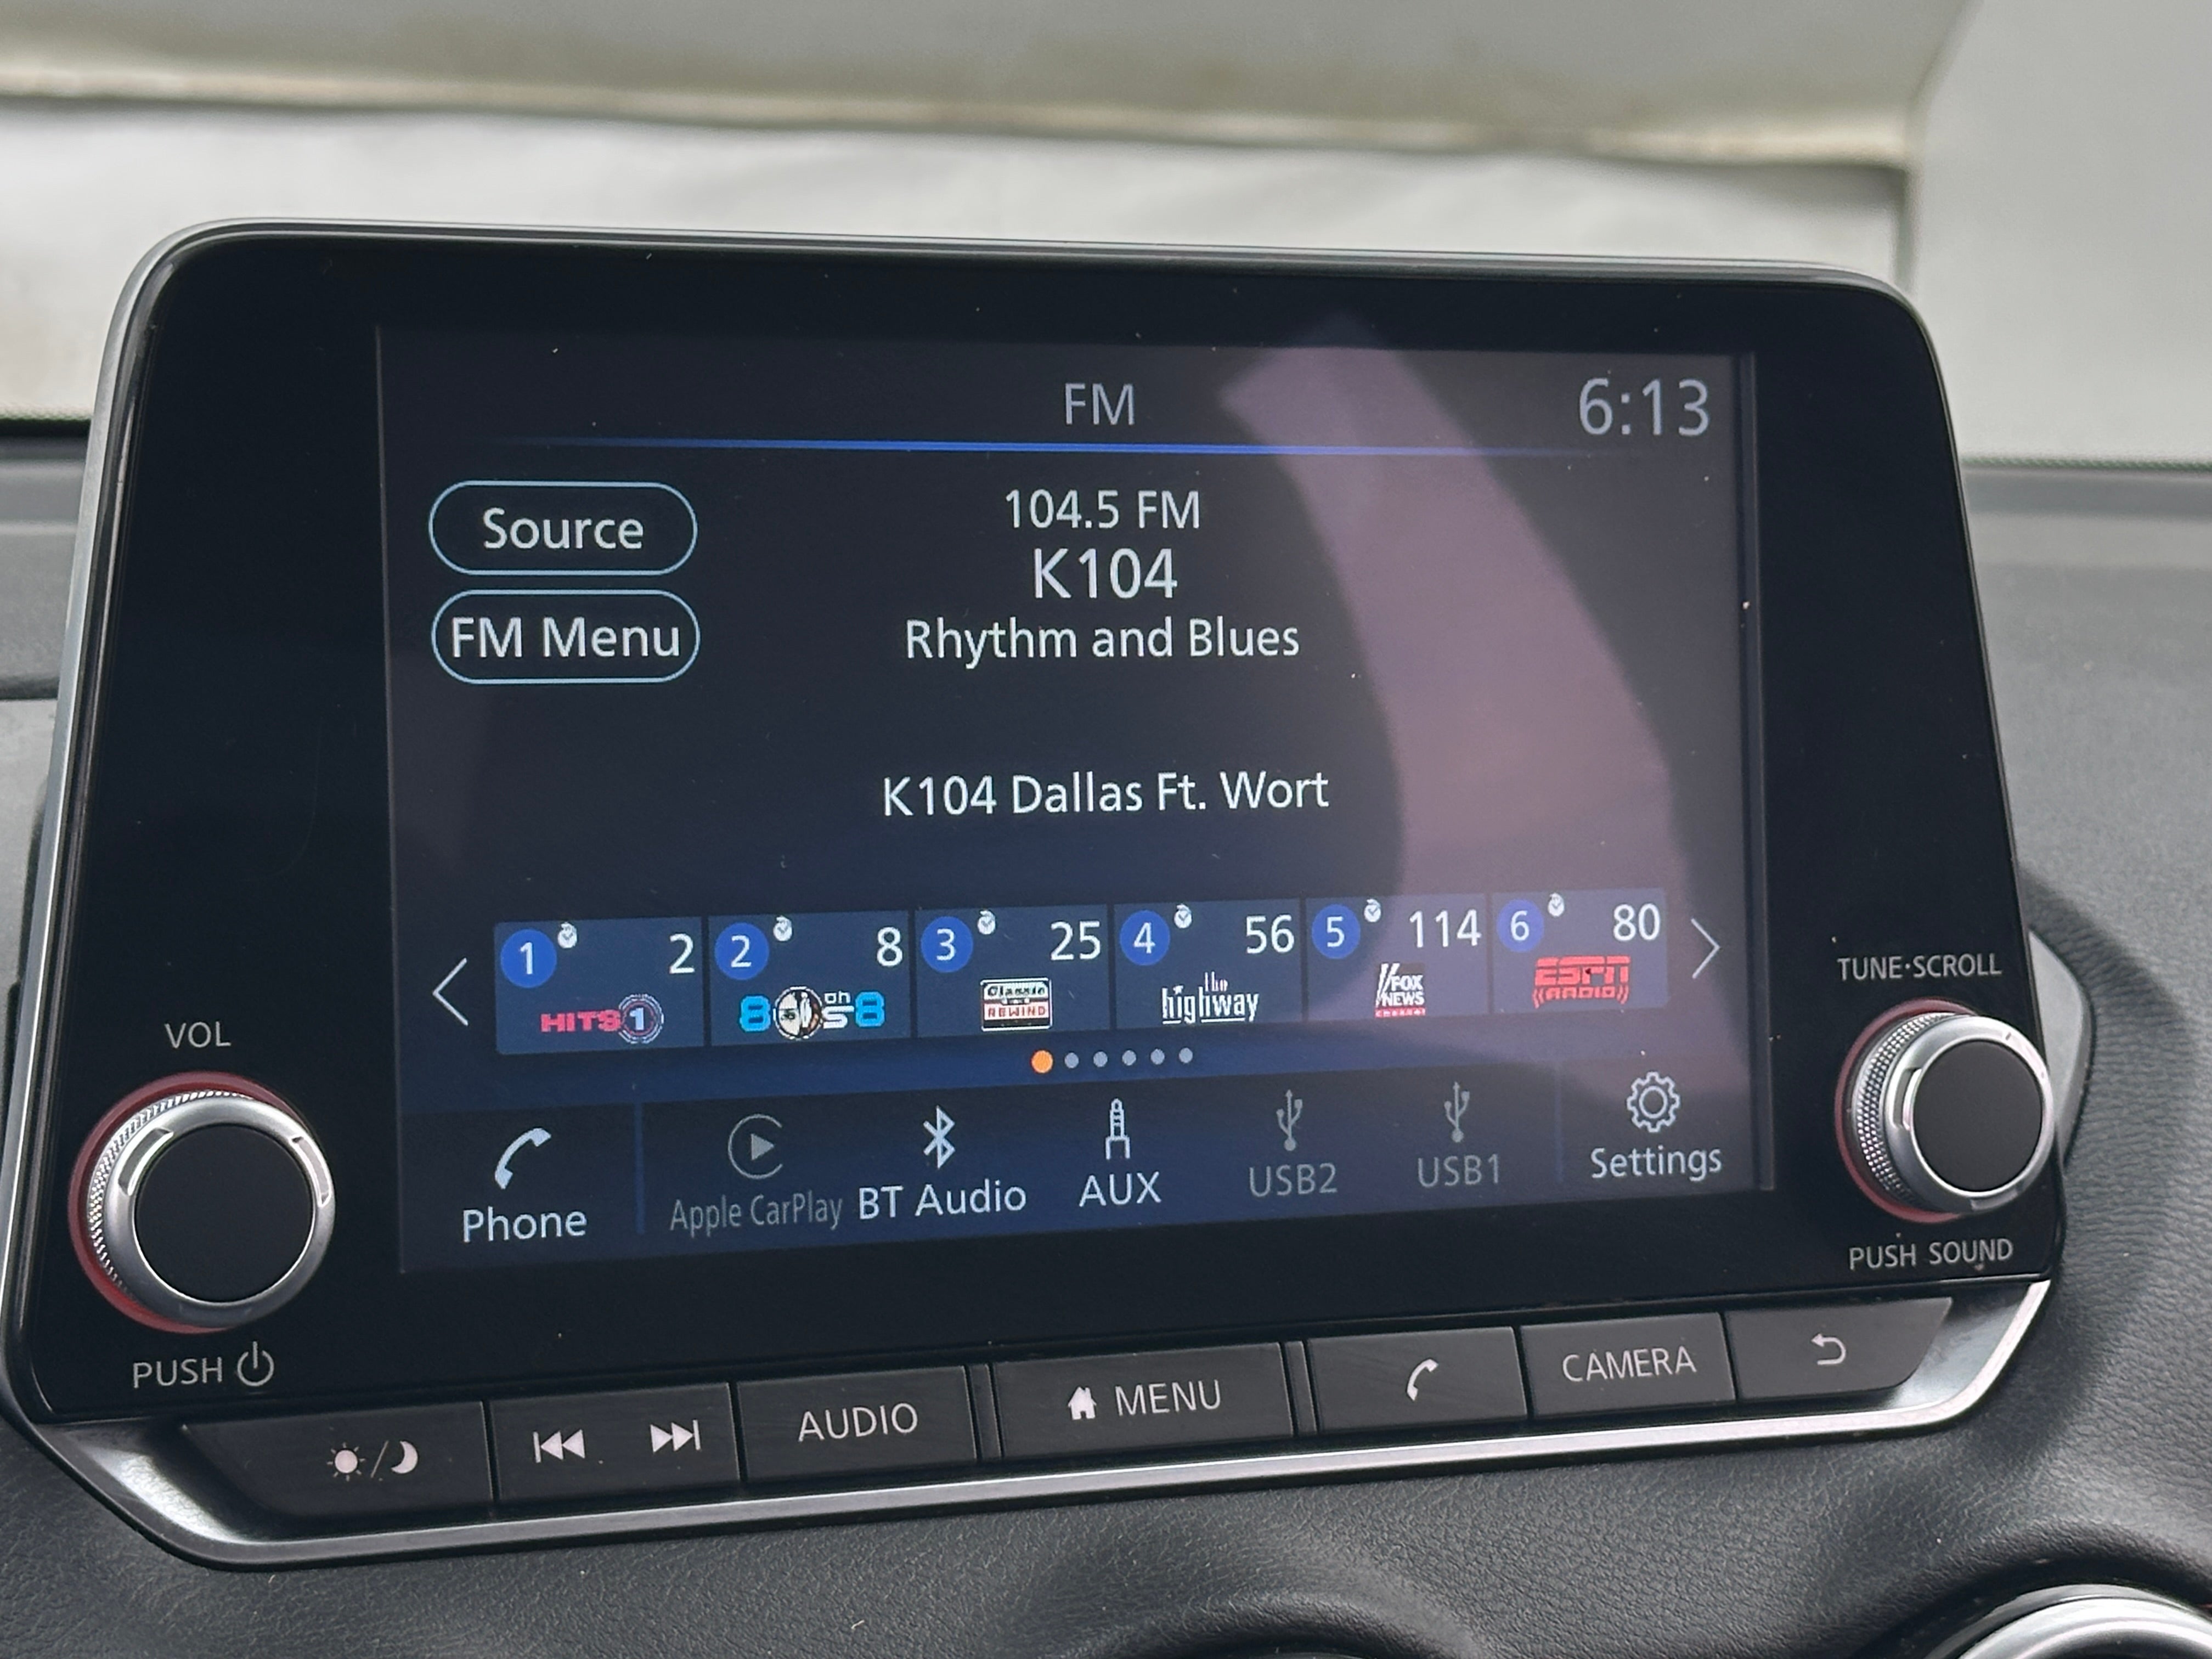 FM 6:13
Source
104.5 FM
K104
FM Menu
Rhythm and Blues
K104 Dallas Ft. Wort
1 2 2 8 3 25 4 56 5 114 6 80
HITS 1
80s on 8
Classic REWIND
the highway
FOX NEWS channel
ESPN RADIO
Phone
Apple CarPlay
BT Audio
AUX
USB2
USB1
Settings
VOL
PUSH
TUNE·SCROLL
PUSH SOUND
AUDIO
MENU
CAMERA